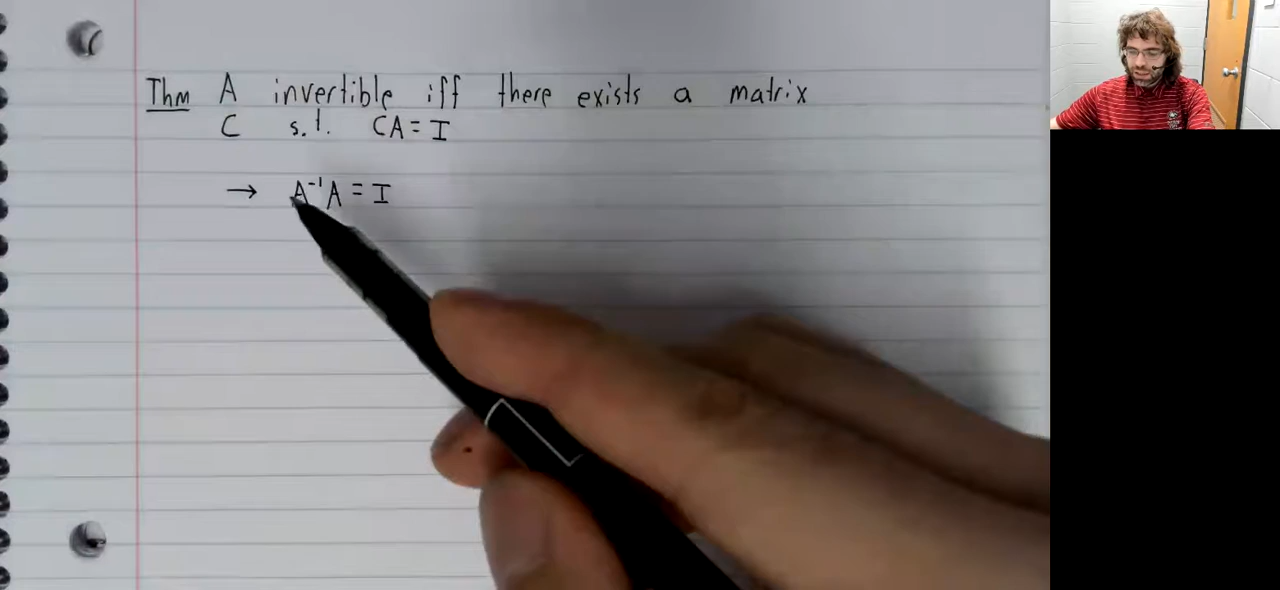 Thm A invertible iff there exists a matrix
C s.t. CA = I
→ A⁻¹A = I